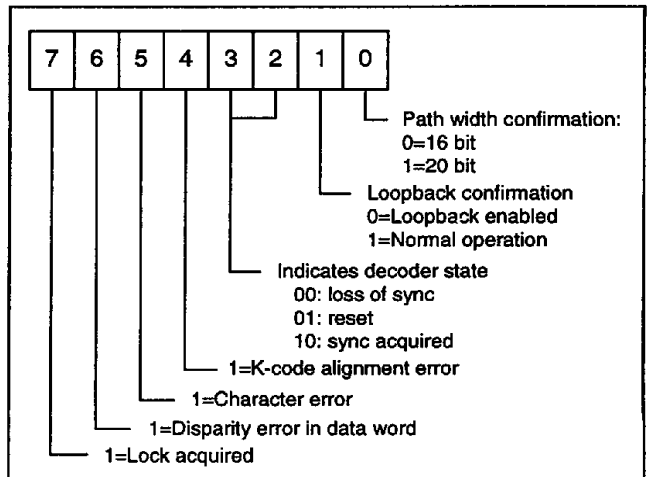 7 6 5 4 3 2 1 0
Path width confirmation:
0=16 bit
1=20 bit
Loopback confirmation
0=Loopback enabled
1=Normal operation
Indicates decoder state
00: loss of sync
01: reset
10: sync acquired
1=K-code alignment error
1=Character error
1=Disparity error in data word
1=Lock acquired